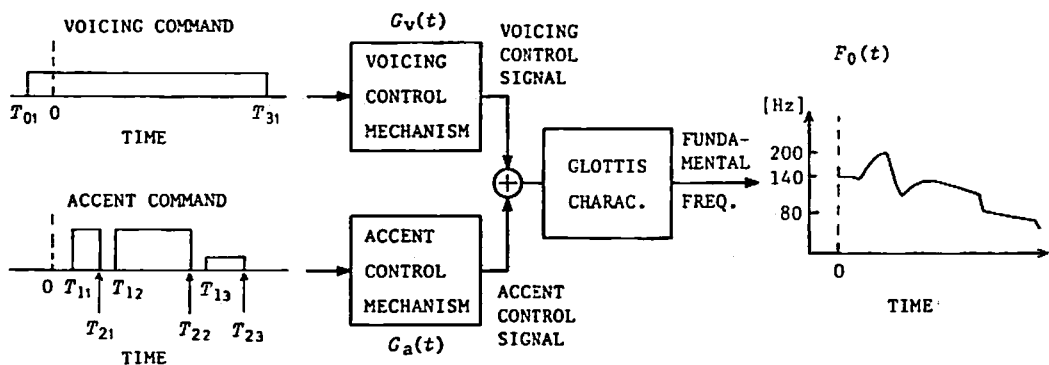 VOICING COMMAND
T01 0 T31
TIME
ACCENT COMMAND
0 T11 T12 T13
T21 T22 T23
TIME
Gv(t)
VOICING
CONTROL
MECHANISM
VOICING
CONTROL
SIGNAL
ACCENT
CONTROL
MECHANISM
Ga(t)
ACCENT
CONTROL
SIGNAL
+
GLOTTIS
CHARAC.
FUNDA-
MENTAL
FREQ.
F0(t)
[Hz]
200
140
80
0
TIME